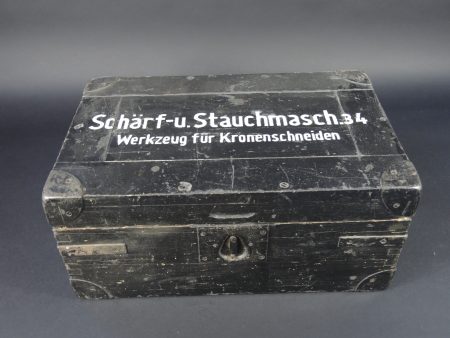 Schärf-u. Stauchmasch.34
Werkzeug für Kronenschneiden